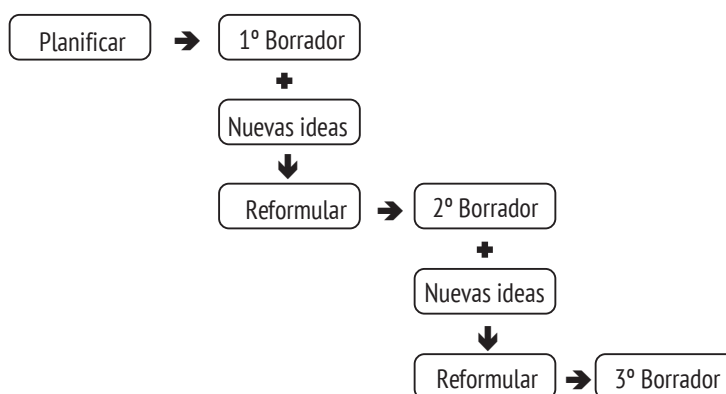 Planificar
1º Borrador
Nuevas ideas
Reformular
2º Borrador
Nuevas ideas
Reformular
3º Borrador